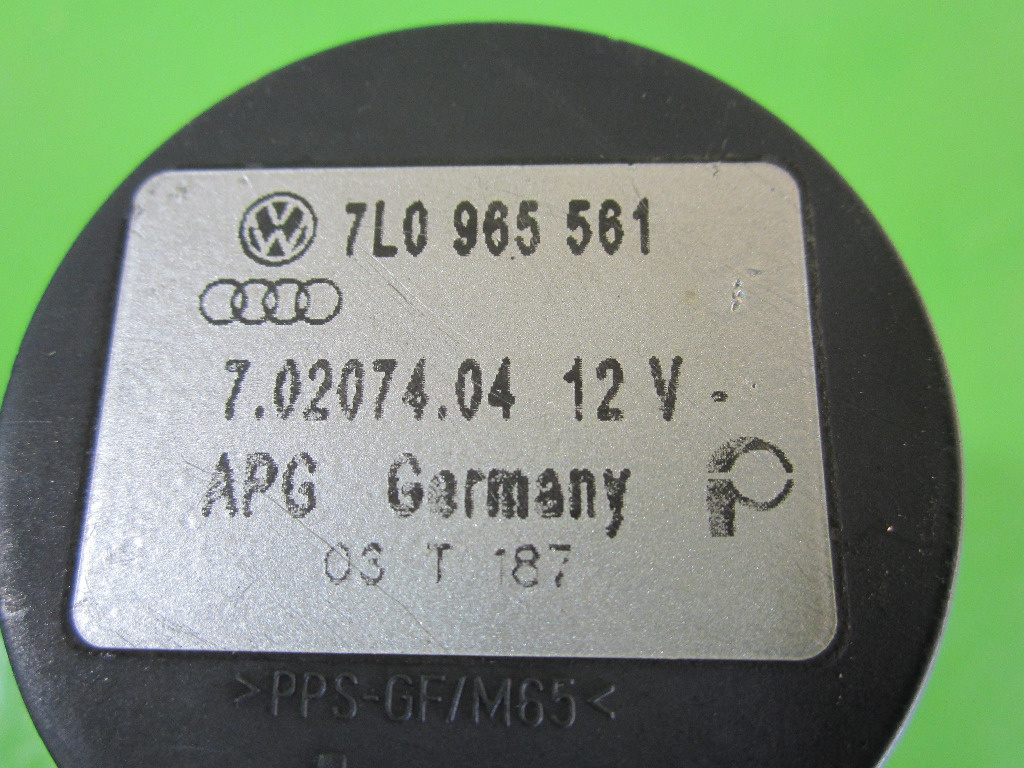 7L0 965 561
7.02074.04 12 V -
APG Germany
03 T 187
>PPS-GF/M65<